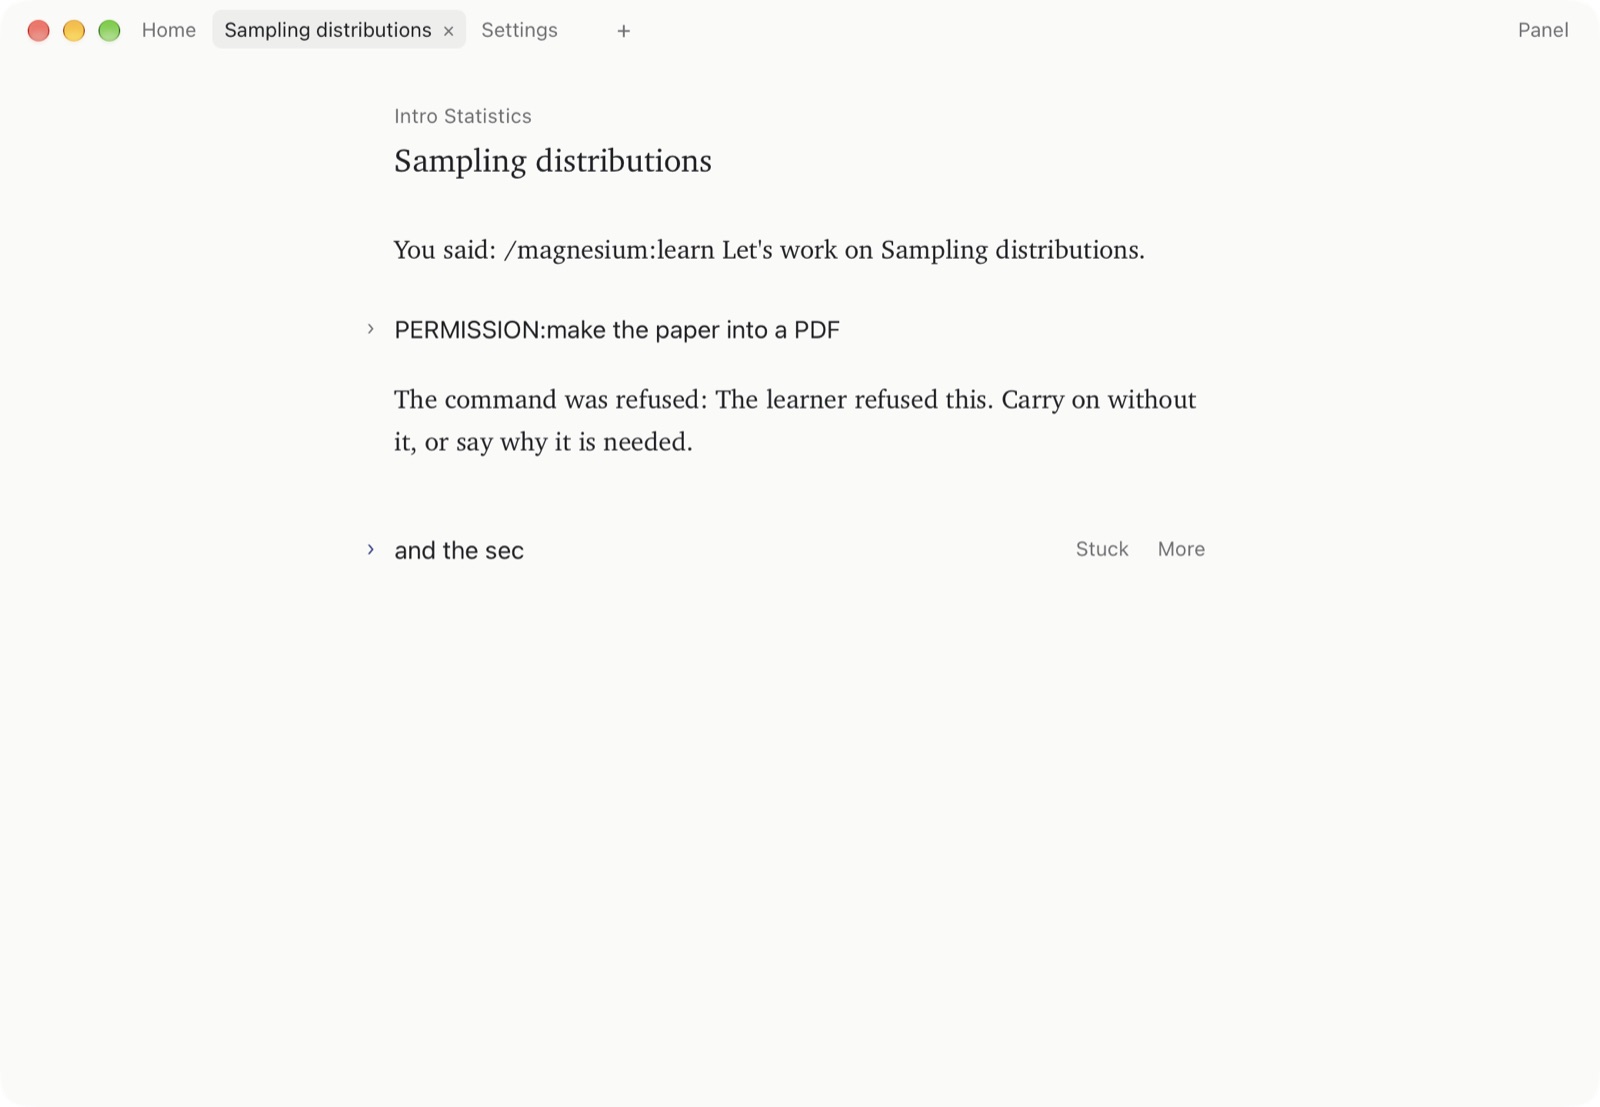 Home Sampling distributions × Settings + Panel
Intro Statistics
Sampling distributions
You said: /magnesium:learn Let's work on Sampling distributions.
› PERMISSION:make the paper into a PDF
The command was refused: The learner refused this. Carry on without
it, or say why it is needed.
› and the sec Stuck More